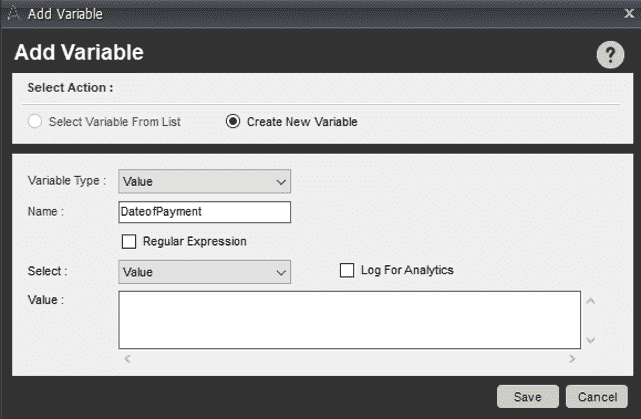 Add Variable X
Add Variable ?
Select Action :
Select Variable From List Create New Variable
Variable Type : Value
Name : DateofPayment
Regular Expression
Select : Value Log For Analytics
Value :
Save Cancel